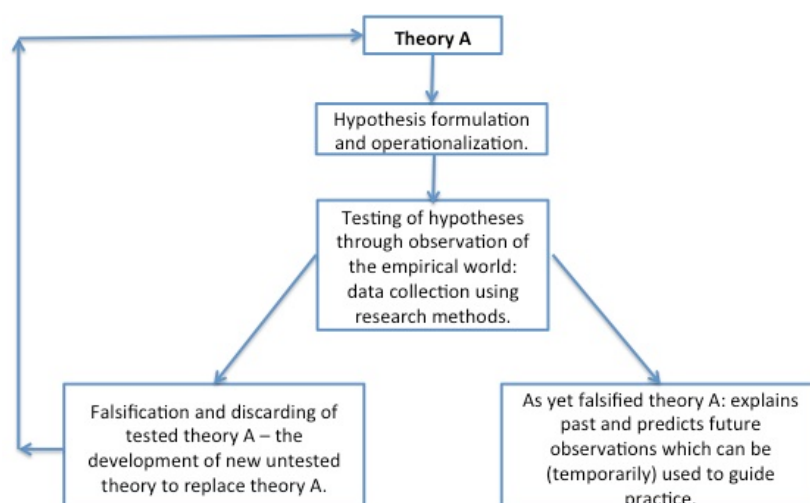 Theory A
Hypothesis formulation
and operationalization.
Testing of hypotheses
through observation of
the empirical world:
data collection using
research methods.
Falsification and discarding of
tested theory A – the
development of new untested
theory to replace theory A.
As yet falsified theory A: explains
past and predicts future
observations which can be
(temporarily) used to guide
practice.